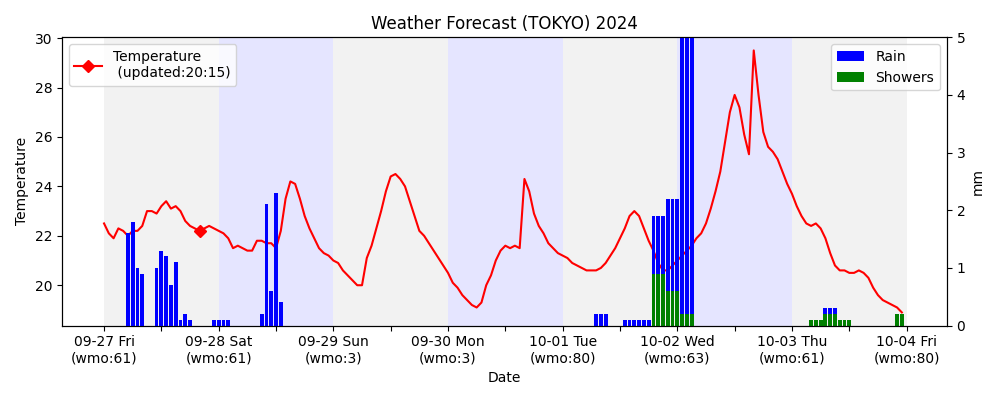 Weather Forecast (TOKYO) 2024
Temperature
(updated:20:15)
Rain
Showers
30
28
26
24
22
20
Temperature
5
4
3
2
1
0
mm
09-27 Fri
(wmo:61)
09-28 Sat
(wmo:61)
09-29 Sun
(wmo:3)
09-30 Mon
(wmo:3)
10-01 Tue
(wmo:80)
10-02 Wed
(wmo:63)
10-03 Thu
(wmo:61)
10-04 Fri
(wmo:80)
Date